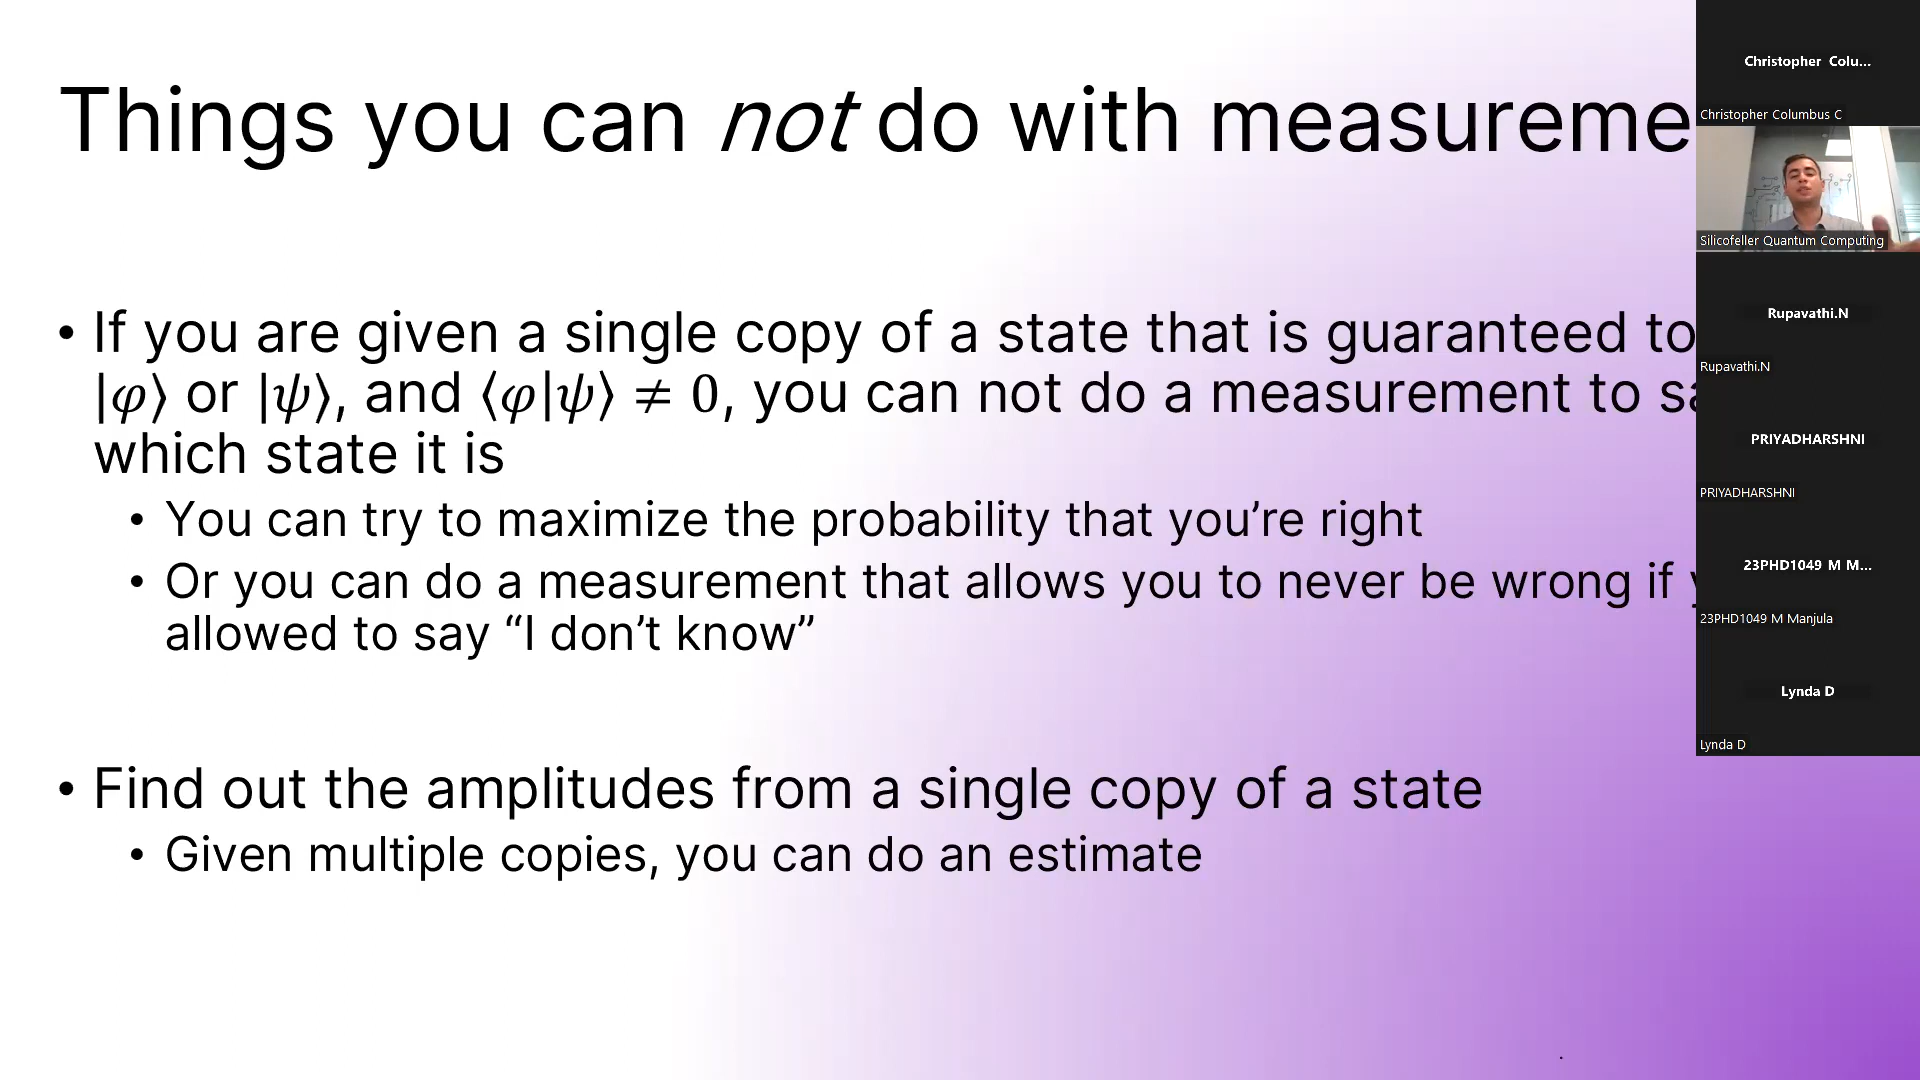 Things you can not do with measureme
• If you are given a single copy of a state that is guaranteed to
|φ⟩ or |ψ⟩, and ⟨φ|ψ⟩ ≠ 0, you can not do a measurement to sa
which state it is
• You can try to maximize the probability that you’re right
• Or you can do a measurement that allows you to never be wrong if y
allowed to say “I don’t know”
• Find out the amplitudes from a single copy of a state
• Given multiple copies, you can do an estimate
Christopher Colu...
Christopher Columbus C
Silicofeller Quantum Computing
Rupavathi.N
Rupavathi.N
PRIYADHARSHNI
PRIYADHARSHNI
23PHD1049 M M...
23PHD1049 M Manjula
Lynda D
Lynda D